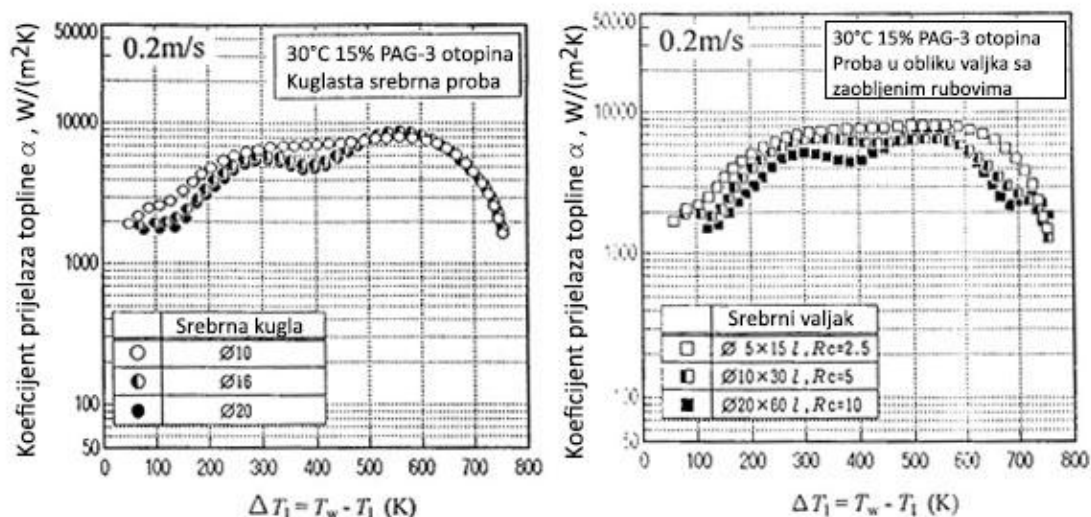 0.2m/s
30°C 15% PAG-3 otopina
Kuglasta srebrna proba
Koeficijent prijelaza topline α, W/(m²K)
50000
10000
1000
100
50
Srebrna kugla
Ø10
Ø16
Ø20
0 100 200 300 400 500 600 700 800
ΔT₁ = Tw - T₁ (K)
0.2m/s
30°C 15% PAG-3 otopina
Proba u obliku valjka sa
zaobljenim rubovima
Koeficijent prijelaza topline α, W/(m²K)
50000
10000
1000
100
50
Srebrni valjak
Ø 5×15 l, Rc=2.5
Ø10×30 l, Rc=5
Ø20×60 l, Rc=10
0 100 200 300 400 500 600 700 800
ΔT₁ = Tw - T₁ (K)